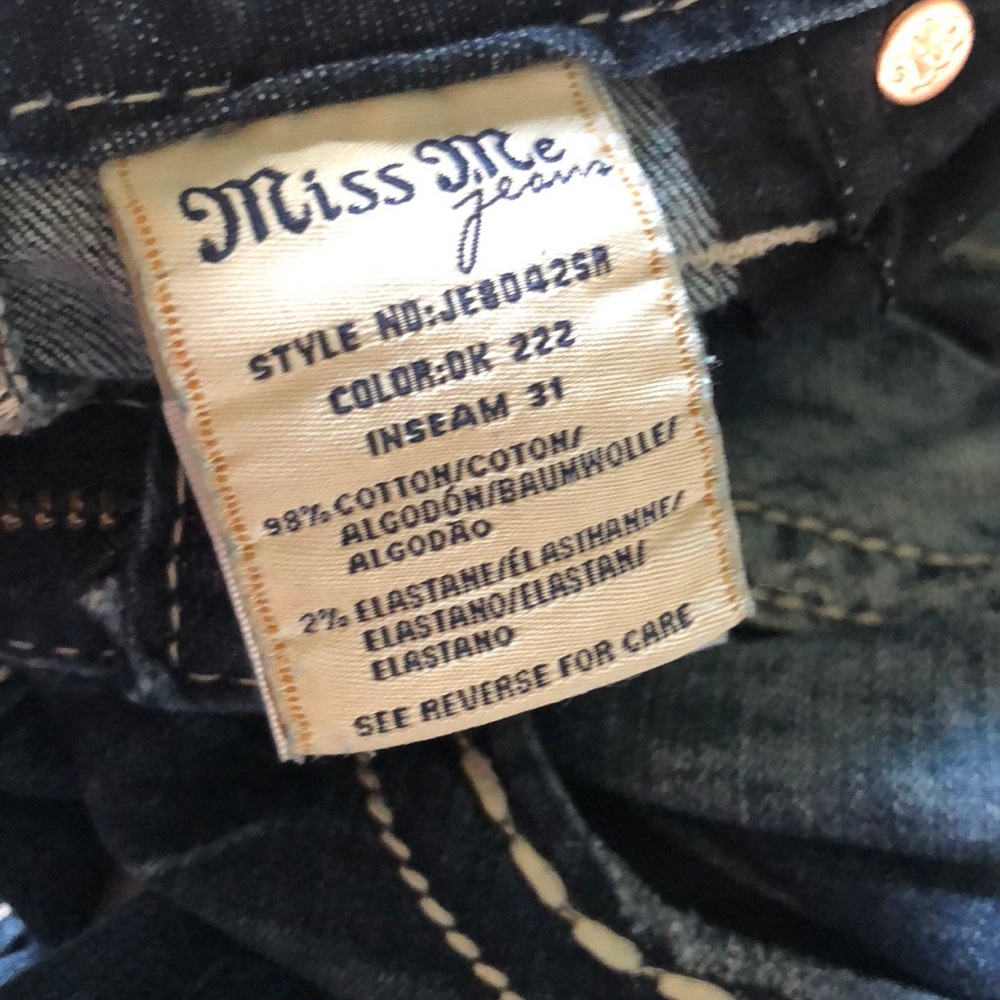 Miss Me
jeans
STYLE NO:JE8042SR
COLOR:DK 222
INSEAM 31
98% COTTON/COTON/
ALGODÓN/BAUMWOLLE/
ALGODÃO
2% ELASTANE/ÉLASTHANNE/
ELASTANO/ELASTAN/
ELASTANO
SEE REVERSE FOR CARE